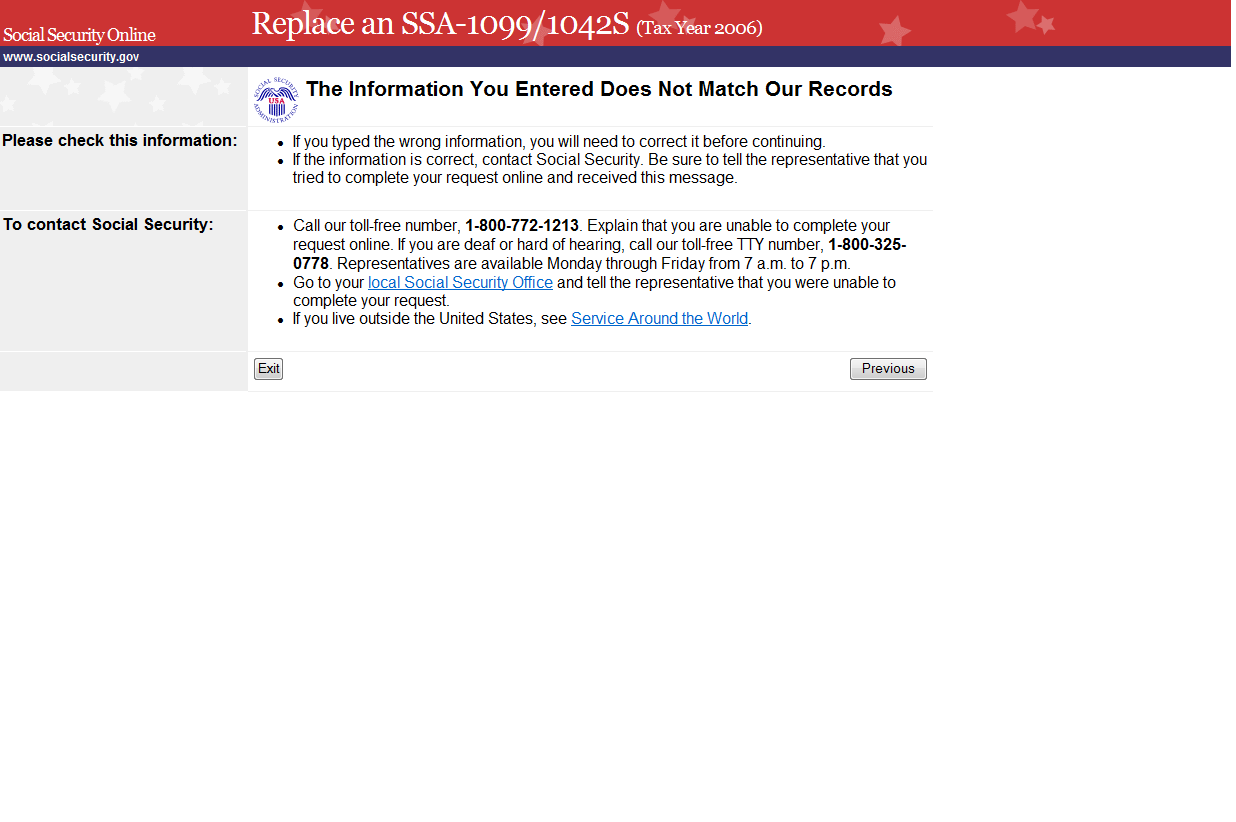 Social Security Online
Replace an SSA-1099/1042S (Tax Year 2006)
www.socialsecurity.gov
SOCIAL SECURITY ADMINISTRATION
USA
The Information You Entered Does Not Match Our Records
Please check this information:
• If you typed the wrong information, you will need to correct it before continuing.
• If the information is correct, contact Social Security. Be sure to tell the representative that you
tried to complete your request online and received this message.
To contact Social Security:
• Call our toll-free number, 1-800-772-1213. Explain that you are unable to complete your
request online. If you are deaf or hard of hearing, call our toll-free TTY number, 1-800-325-
0778. Representatives are available Monday through Friday from 7 a.m. to 7 p.m.
• Go to your local Social Security Office and tell the representative that you were unable to
complete your request.
• If you live outside the United States, see Service Around the World.
Exit
Previous